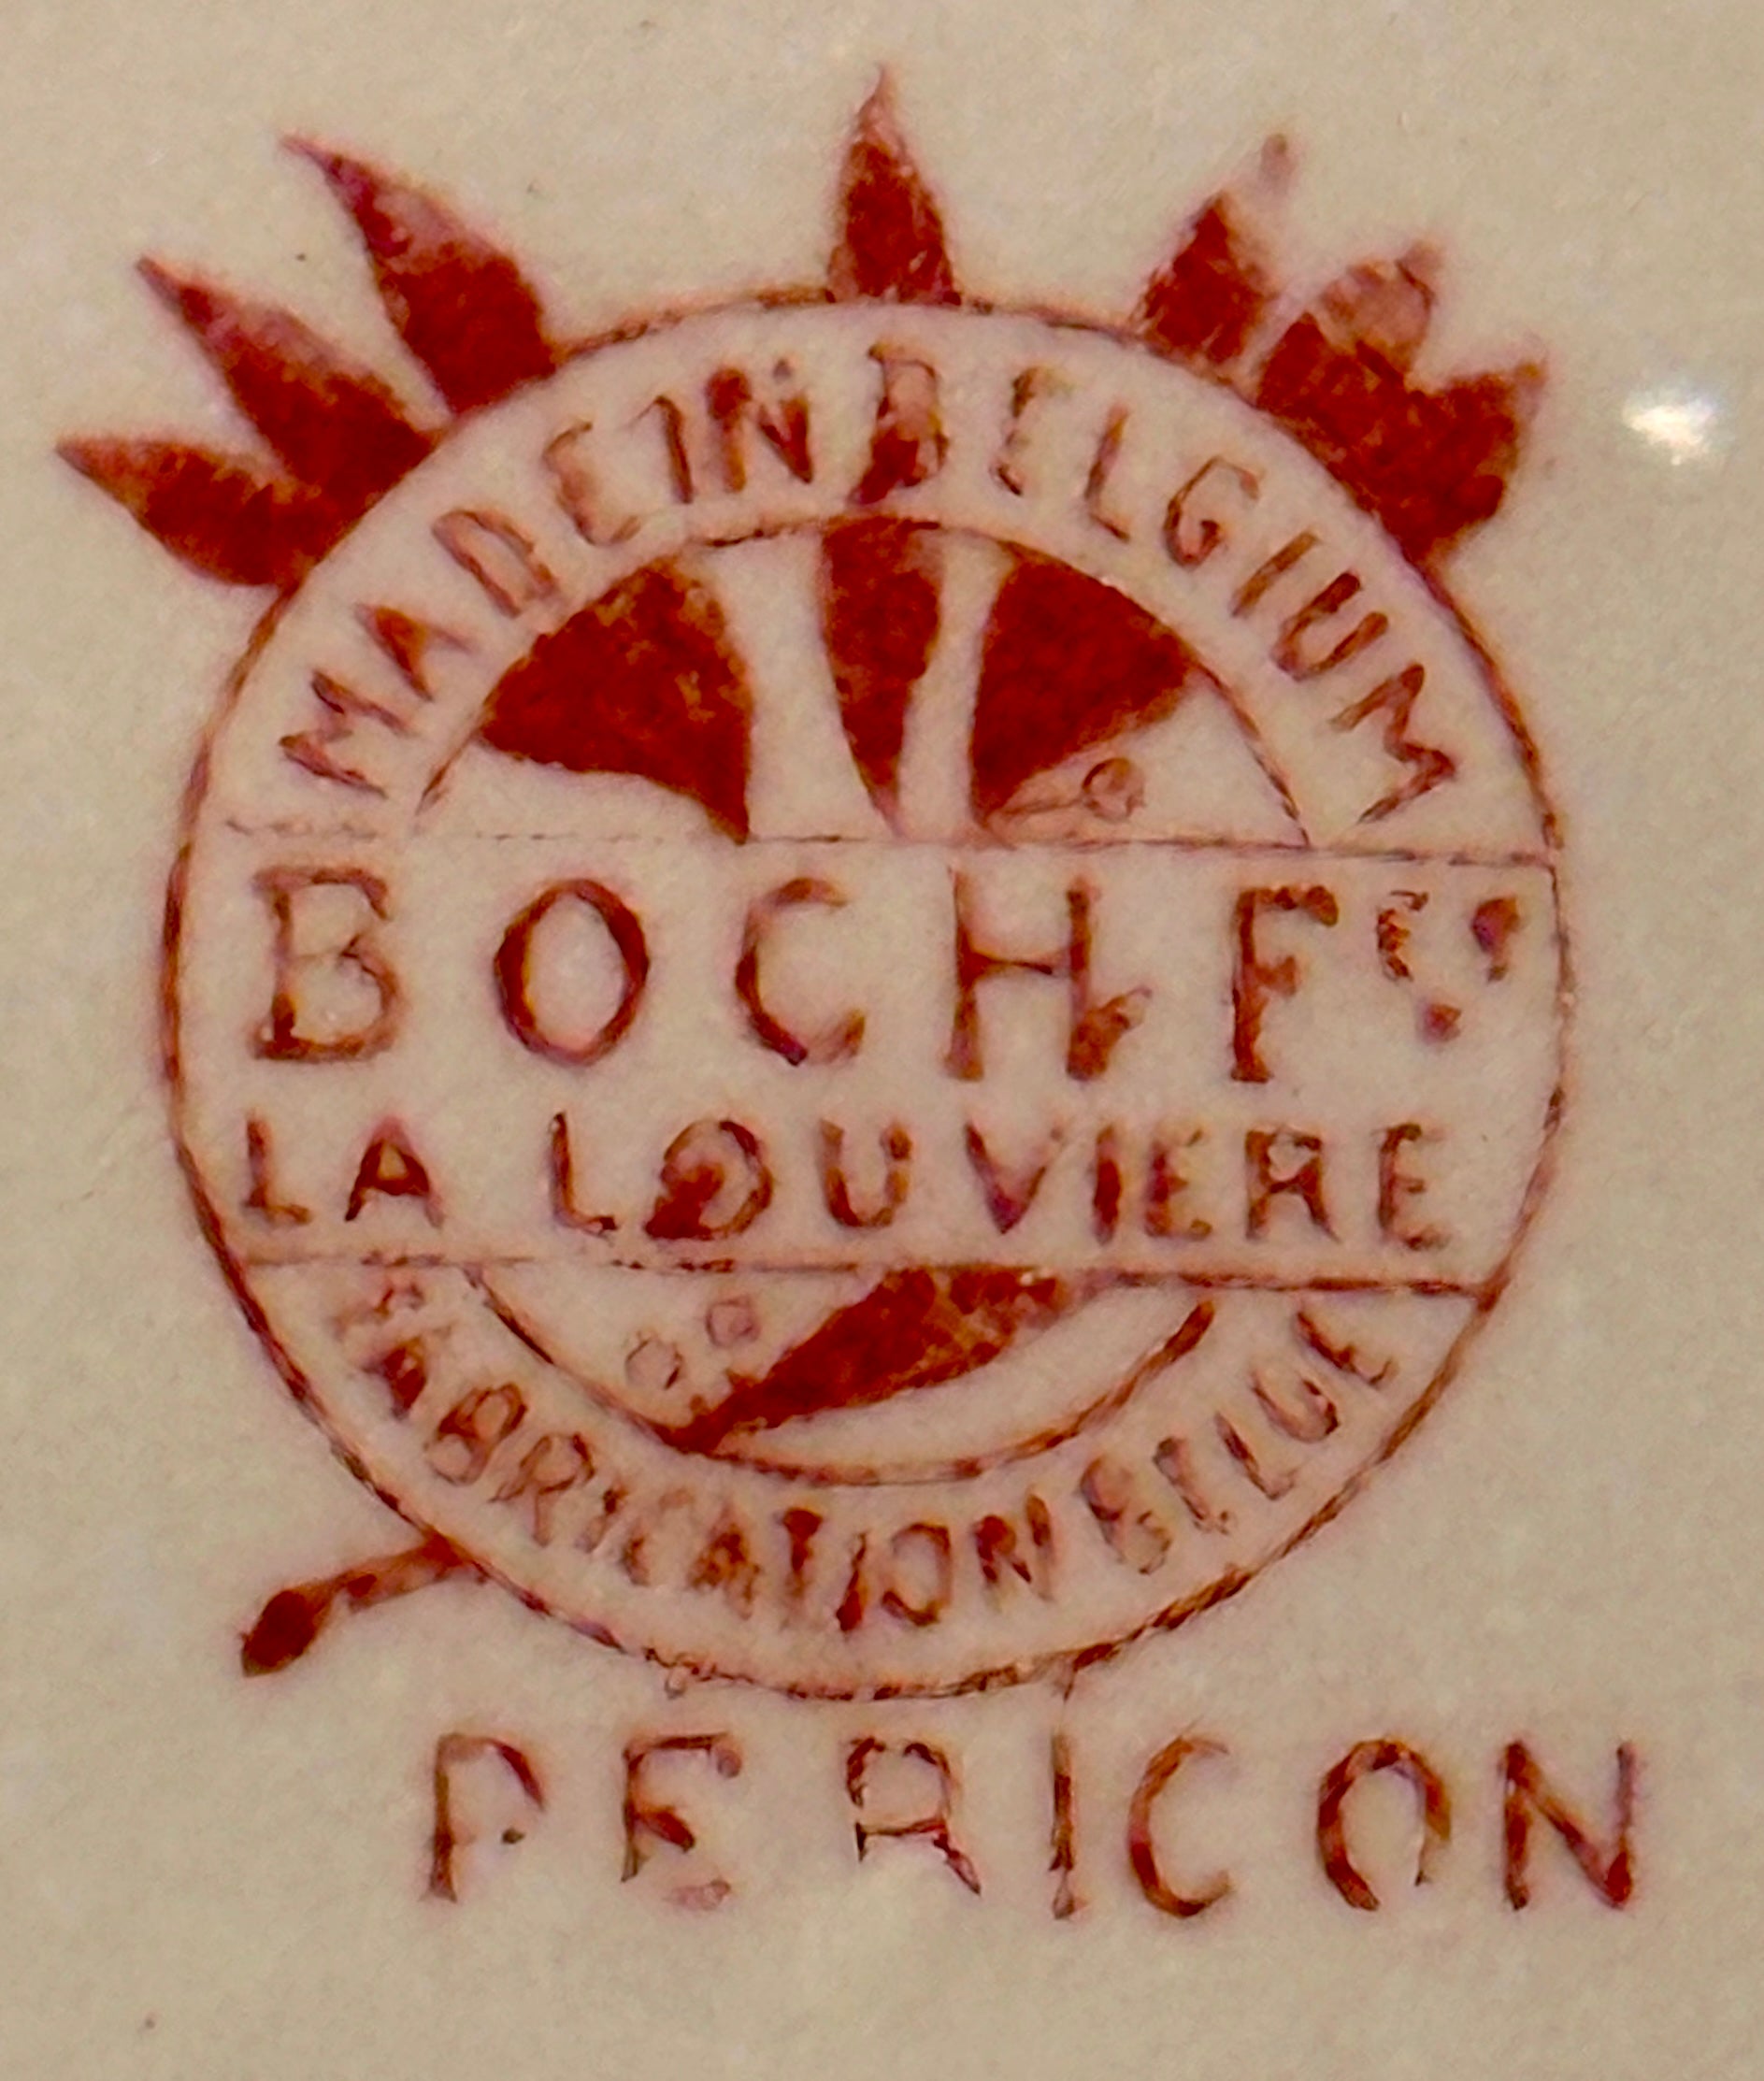 MADE IN BELGIUM
BOCH Fes
LA LOUVIERE
FABRICATION BELGE
PERICON